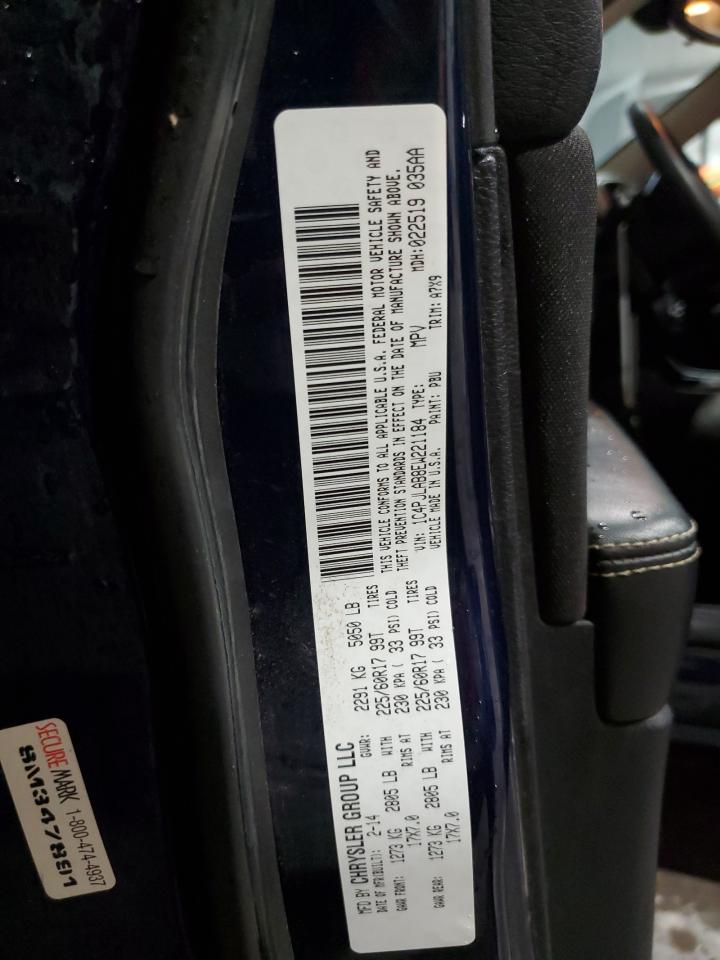 MFD BY CHRYSLER GROUP LLC
DATE OF MFR(BUILT): 2-14 GVWR: 2291 KG 5050 LB
GAWR FRONT: 1273 KG 2805 LB WITH 225/60R17 99T TIRES
17X7.0 RIMS AT 230 KPA ( 33 PSI) COLD
GAWR REAR: 1273 KG 2805 LB WITH 225/60R17 99T TIRES
17X7.0 RIMS AT 230 KPA ( 33 PSI) COLD
THIS VEHICLE CONFORMS TO ALL APPLICABLE U.S.A. FEDERAL MOTOR VEHICLE SAFETY AND
THEFT PREVENTION STANDARDS IN EFFECT ON THE DATE OF MANUFACTURE SHOWN ABOVE.
VIN: 1C4PJLAB8EW221184 TYPE: MPV MDH:022519 035AA
VEHICLE MADE IN U.S.A. PAINT: PBU TRIM: A7X9
SECUREMARK 1-800-474-4937